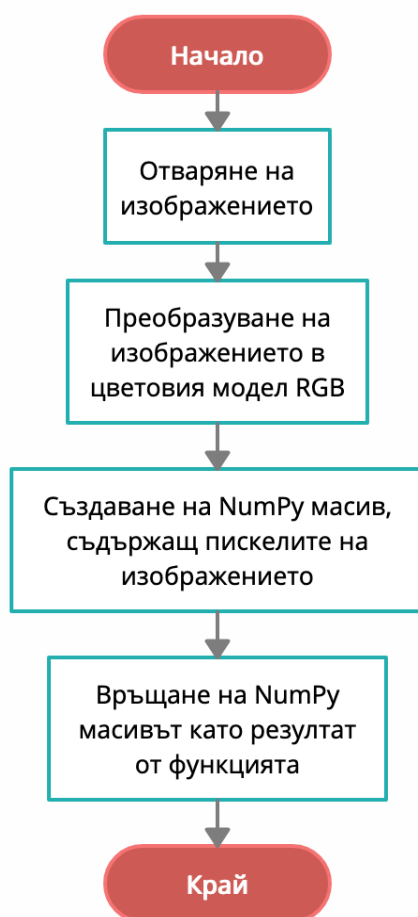 Начало
Отваряне на
изображението
Преобразуване на
изображението в
цветовия модел RGB
Създаване на NumPy масив,
съдържащ пискелите на
изображението
Връщане на NumPy
масивът като резултат
от функцията
Край